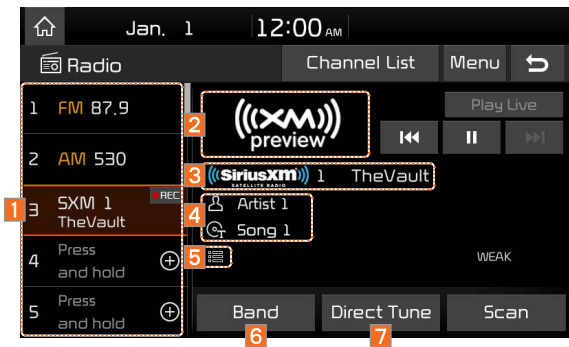 Jan. 1 12:00 AM
Radio Channel List Menu
1 FM 87.9
2 AM 530
3 SXM 1 REC
TheVault
4 Press
and hold
5 Press
and hold
1
2
(((XM)))
preview
Play Live
3
((SiriusXM)) 1 TheVault
SATELLITE RADIO
4
Artist 1
Song 1
5
WEAK
Band Direct Tune Scan
6 7